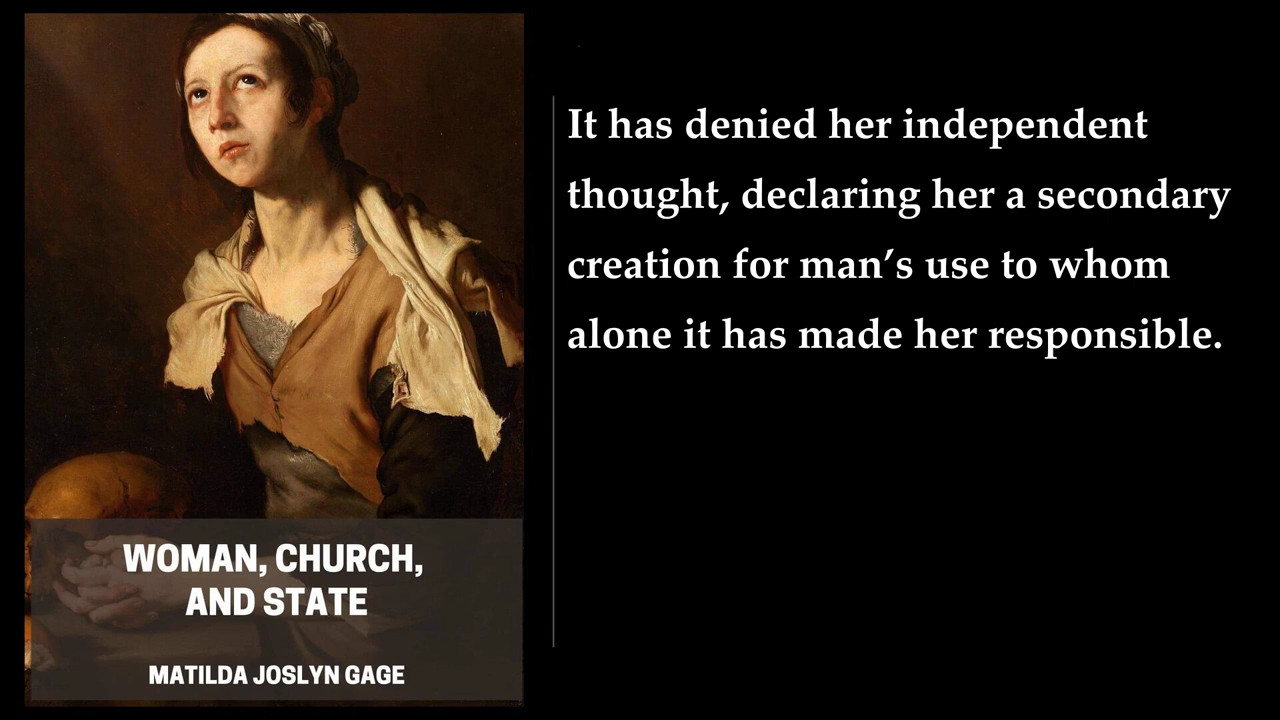 It has denied her independent
thought, declaring her a secondary
creation for man’s use to whom
alone it has made her responsible.
WOMAN, CHURCH,
AND STATE
MATILDA JOSLYN GAGE